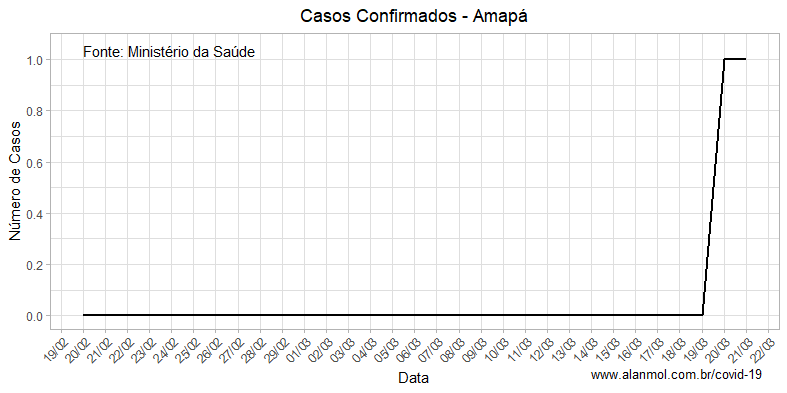 Casos Confirmados - Amapá
Fonte: Ministério da Saúde
Número de Casos
1.0
0.8
0.6
0.4
0.2
0.0
19/02 20/02 21/02 22/02 23/02 24/02 25/02 26/02 27/02 28/02 29/02 01/03 02/03 03/03 04/03 05/03 06/03 07/03 08/03 09/03 10/03 11/03 12/03 13/03 14/03 15/03 16/03 17/03 18/03 19/03 20/03 21/03 22/03
Data
www.alanmol.com.br/covid-19